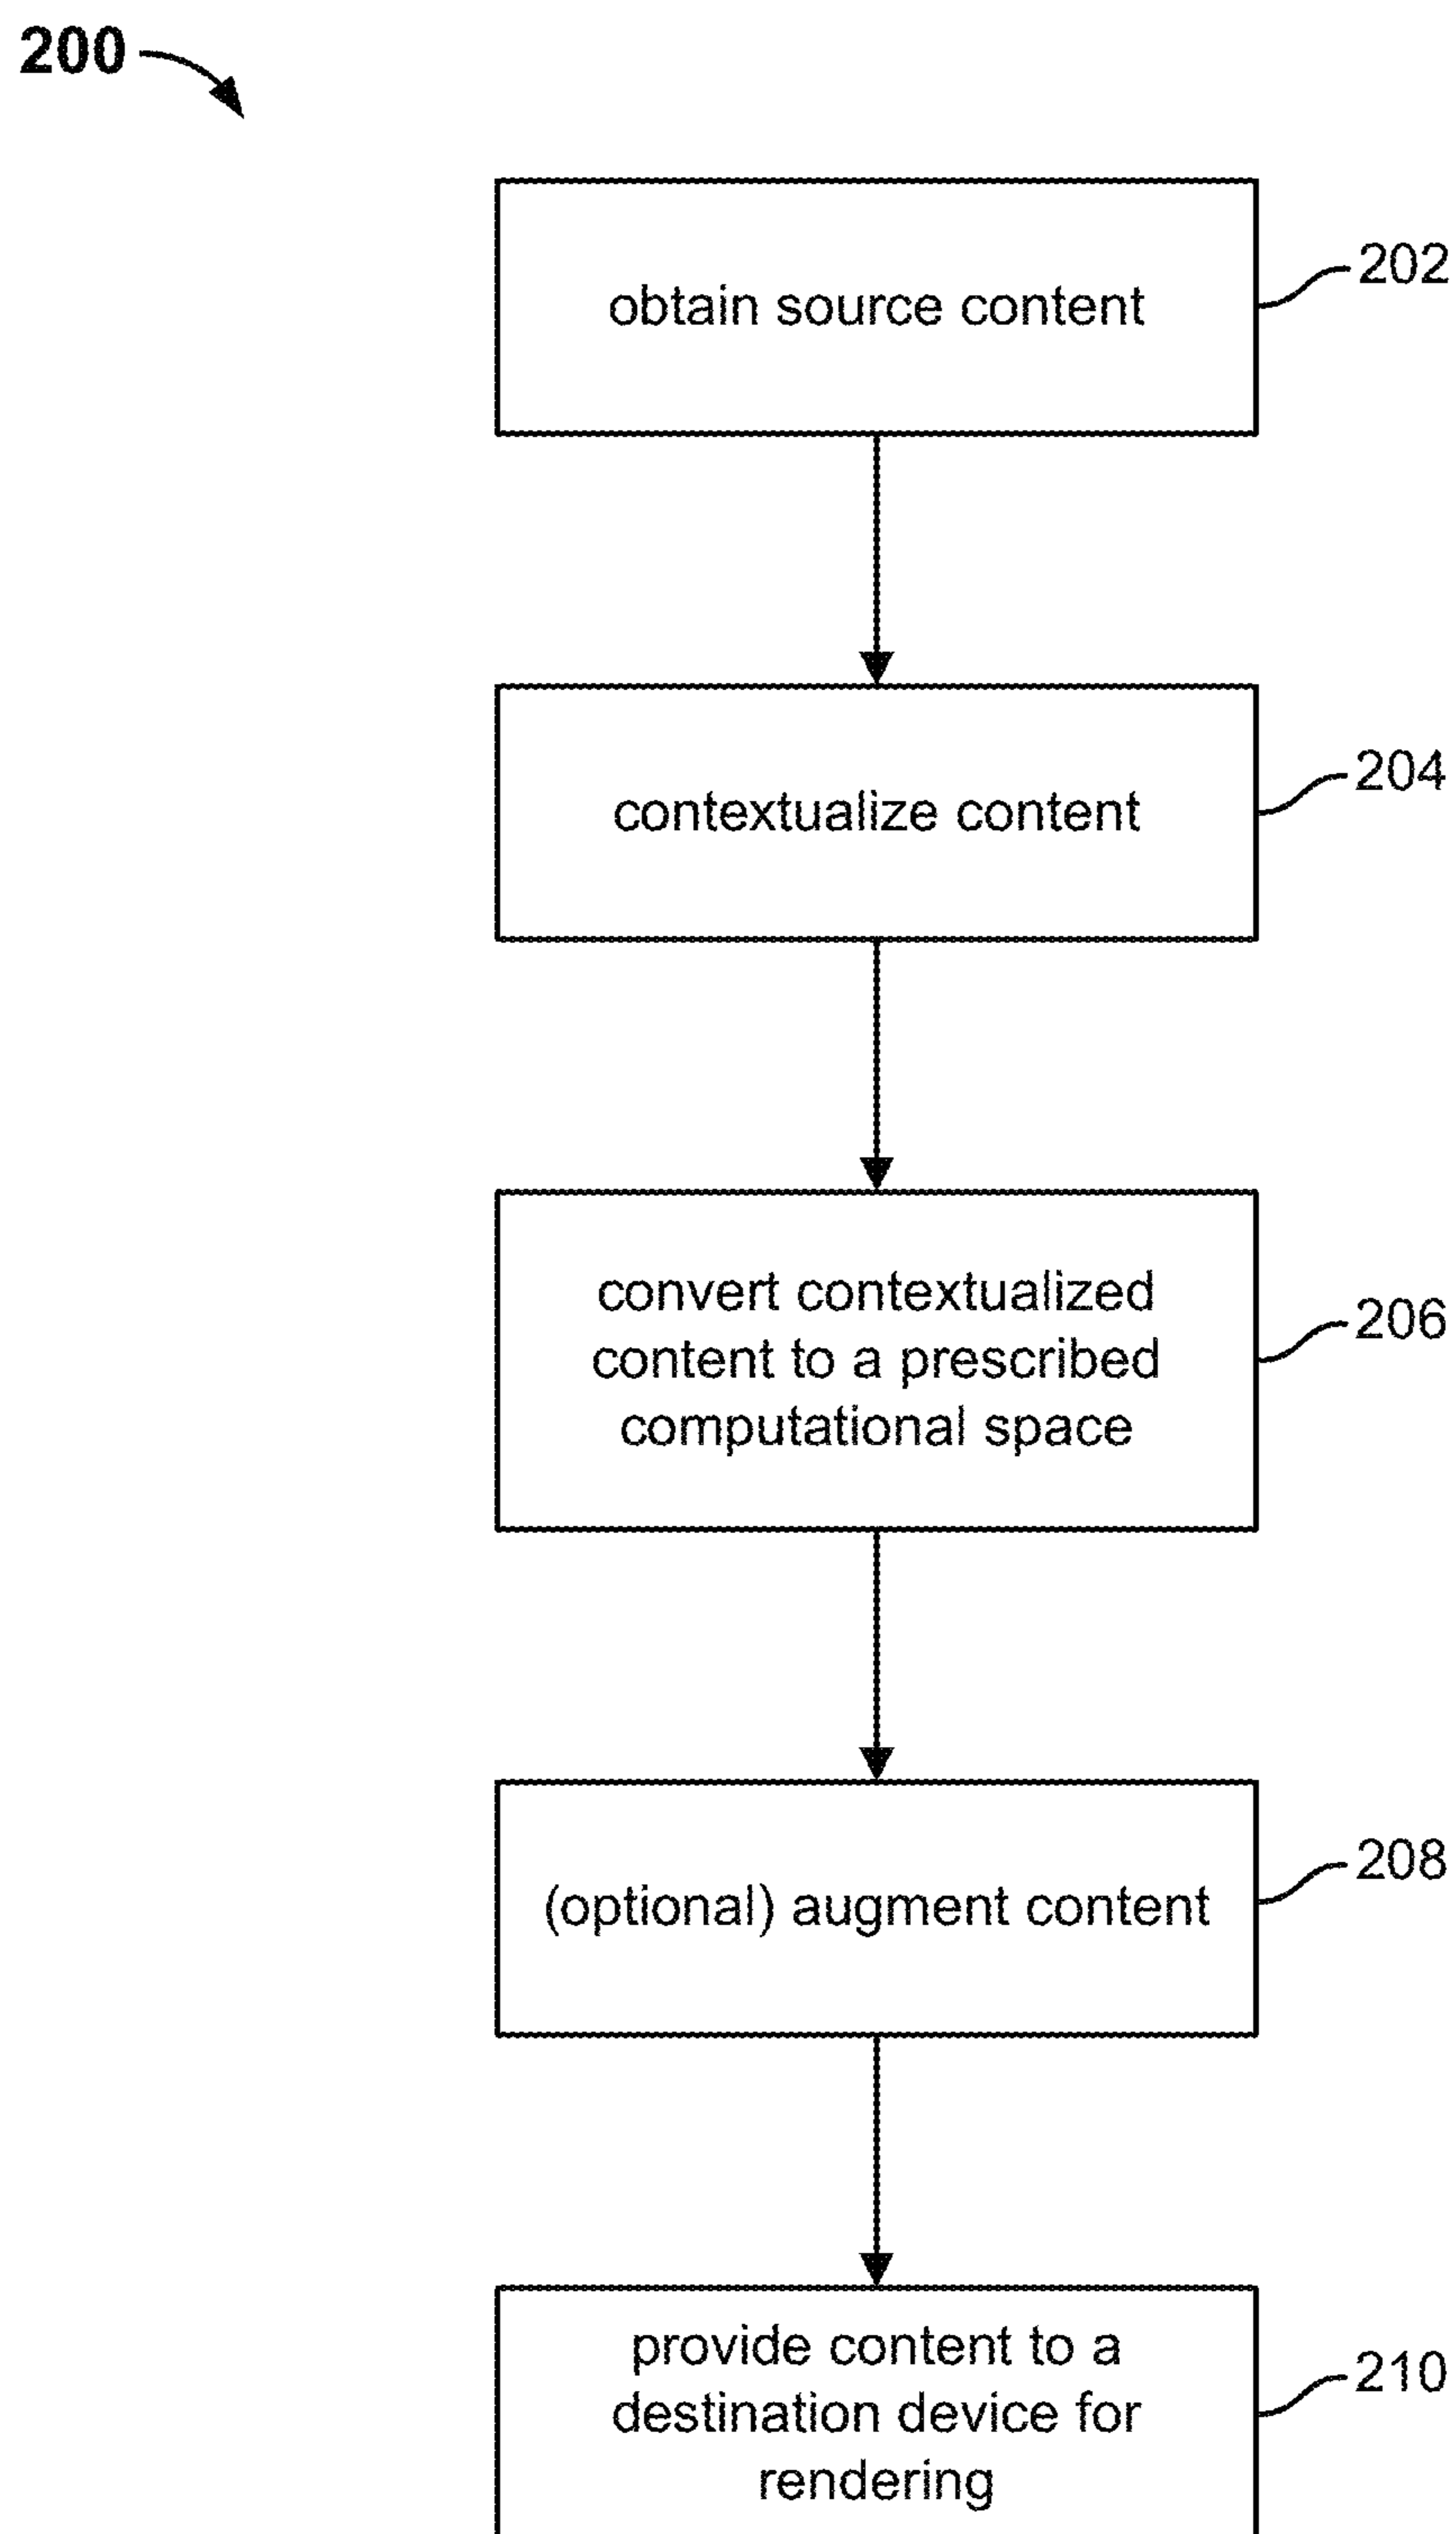 200
obtain source content
202
contextualize content
204
convert contextualized
content to a prescribed
computational space
206
(optional) augment content
208
provide content to a
destination device for
rendering
210